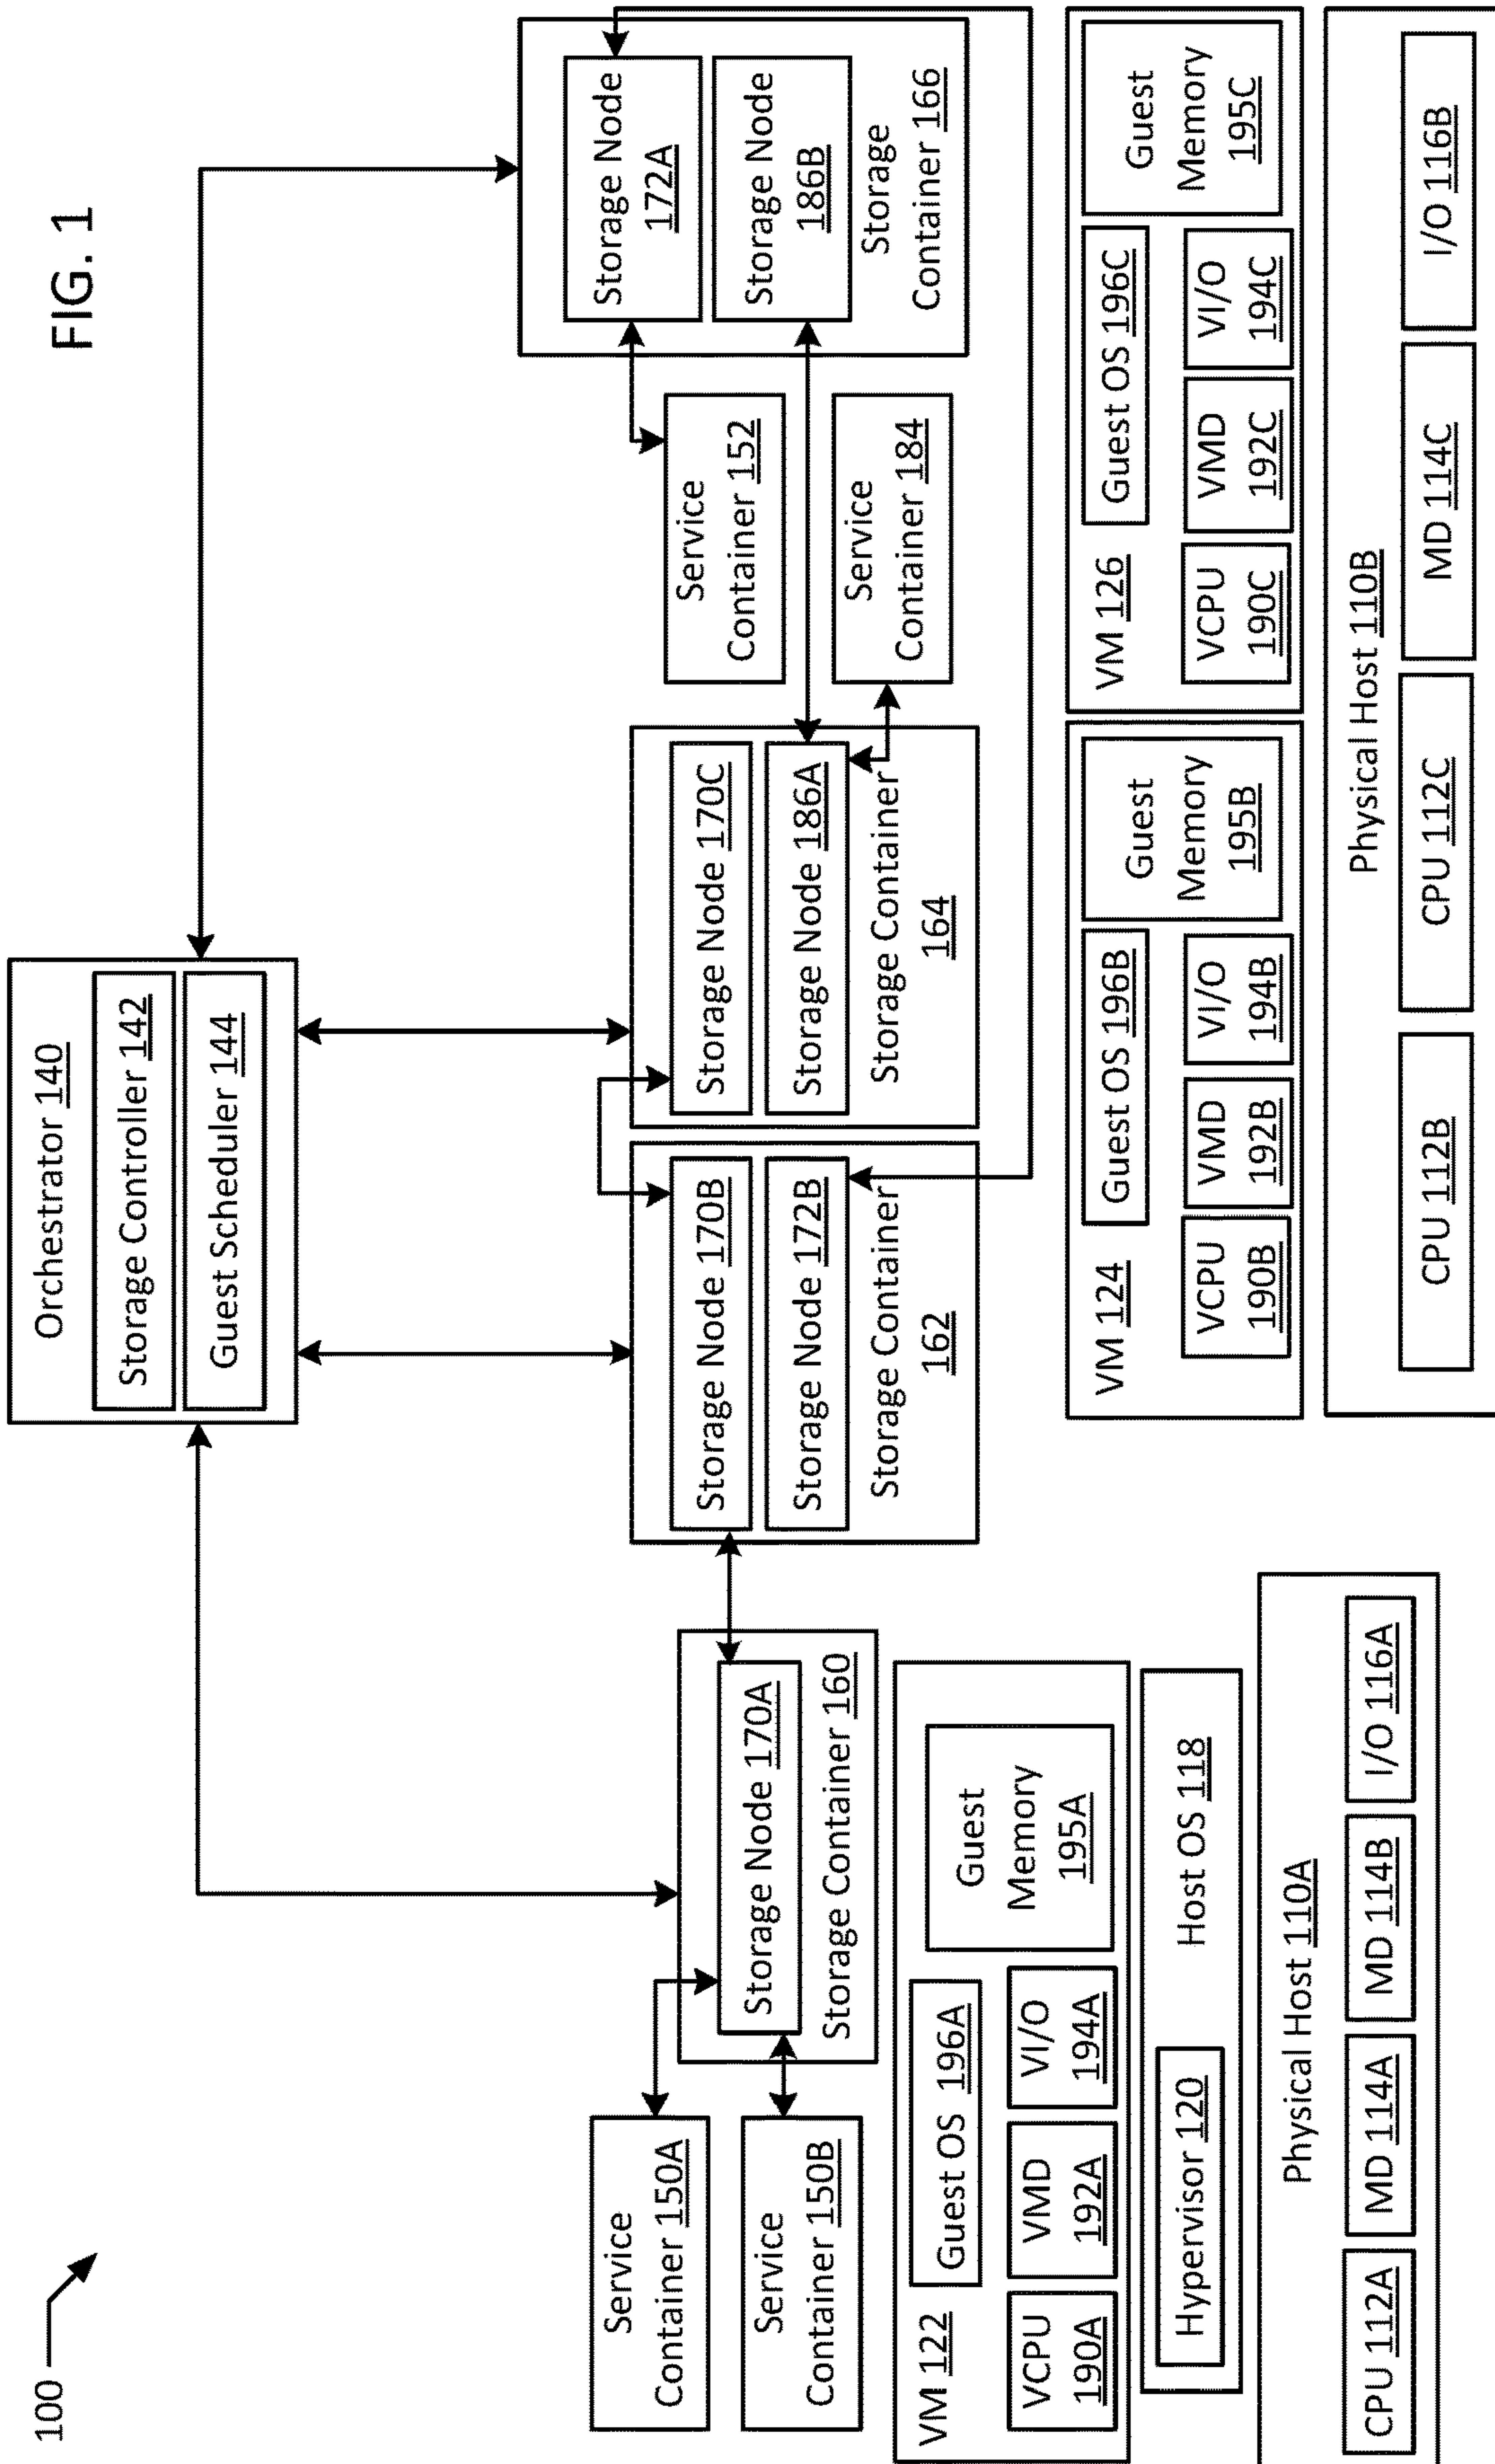 FIG. 1
100
Orchestrator 140
Storage Controller 142
Guest Scheduler 144
Service
Container 150A
Service
Container 150B
Storage Node 170A
Storage Container 160
Storage Node 170B
Storage Node 172B
Storage Container
162
Storage Node 170C
Storage Node 186A
Storage Container
164
Service
Container 152
Service
Container 184
Storage Node
172A
Storage Node
186B
Storage
Container 166
VM 122
Guest OS 196A
VCPU
190A
VMD
192A
VI/O
194A
Guest
Memory
195A
Hypervisor 120
Host OS 118
Physical Host 110A
CPU 112A
MD 114A
MD 114B
I/O 116A
VM 124
Guest OS 196B
VCPU
190B
VMD
192B
VI/O
194B
Guest
Memory
195B
VM 126
Guest OS 196C
VCPU
190C
VMD
192C
VI/O
194C
Guest
Memory
195C
Physical Host 110B
CPU 112B
CPU 112C
MD 114C
I/O 116B